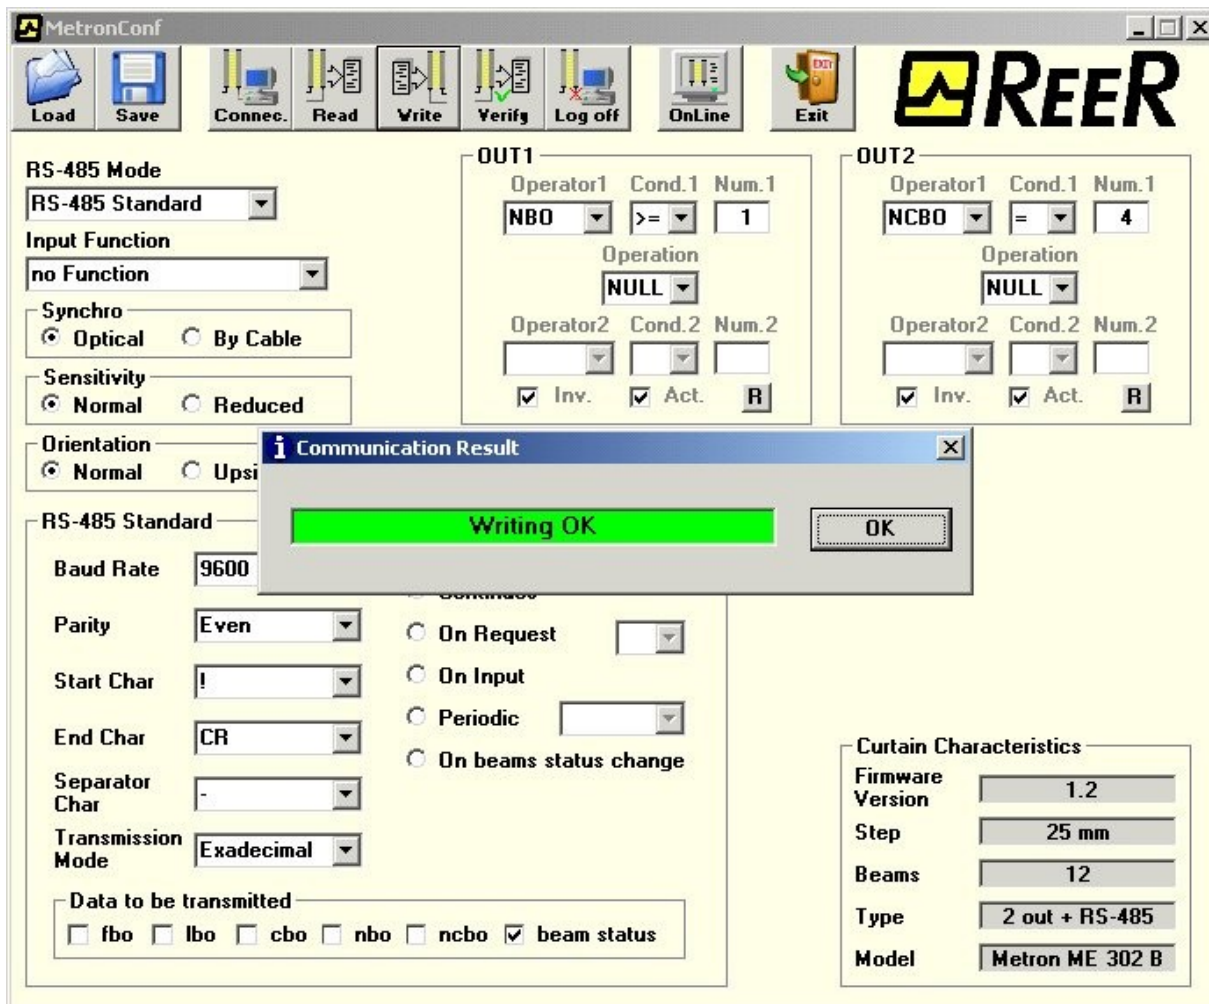 MetronConf
Load Save Connec. Read Write Verify Log off OnLine EXIT Exit REER
RS-485 Mode
RS-485 Standard
Input Function
no Function
Synchro
Optical By Cable
Sensitivity
Normal Reduced
Orientation
Normal Upsi
OUT1
Operator1 Cond.1 Num.1
NBO >= 1
Operation
NULL
Operator2 Cond.2 Num.2
Inv. Act. R
OUT2
Operator1 Cond.1 Num.1
NCBO = 4
Operation
NULL
Operator2 Cond.2 Num.2
Inv. Act. R
Communication Result
Writing OK
OK
RS-485 Standard
Baud Rate 9600
Parity Even
Start Char !
End Char CR
Separator
Char -
Transmission
Mode Exadecimal
On Request
On Input
Periodic
On beams status change
Data to be transmitted
fbo lbo cbo nbo ncbo beam status
Curtain Characteristics
Firmware
Version 1.2
Step 25 mm
Beams 12
Type 2 out + RS-485
Model Metron ME 302 B